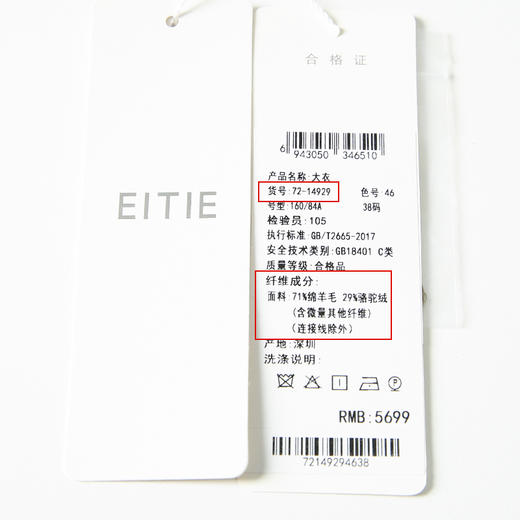 EITIE
合格证
6 943050 346510
产品名称:大衣
货号:72-14929 色号:46
号型:160/84A 38码
检验员:105
执行标准:GB/T2665-2017
安全技术类别:GB18401 C类
质量等级:合格品
纤维成分:
面料:71%绵羊毛 29%骆驼绒
(含微量其他纤维)
(连接线除外)
产地:深圳
洗涤说明:
RMB:5699
72149294638